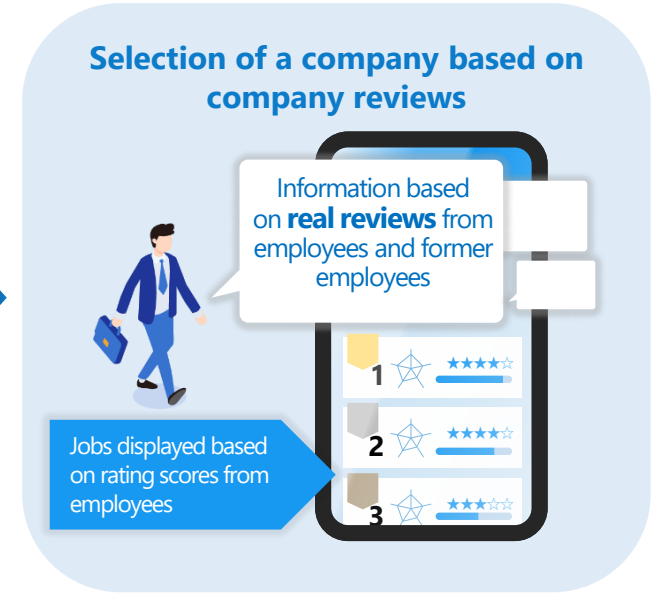 Selection of a company based on
company reviews
Information based
on real reviews from
employees and former
employees
1
★★★★☆
2
★★★★☆
3
★★★☆☆
Jobs displayed based
on rating scores from
employees